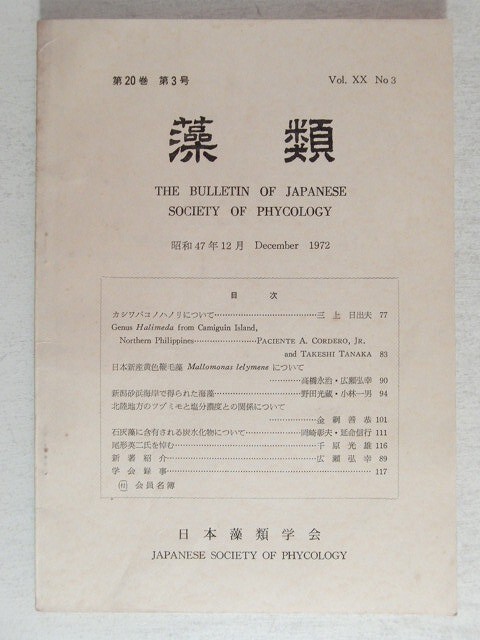 第20巻 第3号 Vol. XX No 3
藻類
THE BULLETIN OF JAPANESE
SOCIETY OF PHYCOLOGY
昭和47年12月 December 1972
目次
カシワバコノハノリについて……三上日出夫 77
Genus Halimeda from Camiguin Island,
Northern Philippines……PACIENTE A. CORDERO, JR.
and TAKESHI TANAKA 83
日本新産黄色鞭毛藻 Mallomonas lelymene について
……高橋永治・広瀬弘幸 90
新潟砂浜海岸で得られた海藻……野田光蔵・小林一男 94
北陸地方のツヅミモと塩分濃度との関係について
……金綱善恭 101
石灰藻に含有される炭水化物について……岡崎彰夫・延命信行 111
尾形英二氏を悼む……千原光雄 116
新著紹介……広瀬弘幸 89
学会録事……117
付 会員名簿
日本藻類学会
JAPANESE SOCIETY OF PHYCOLOGY